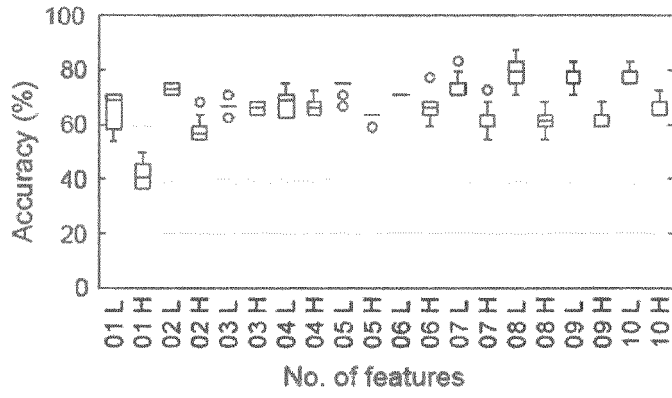 100
80
60
40
20
0
Accuracy (%)
01 L
01 H
02 L
02 H
03 L
03 H
04 L
04 H
05 L
05 H
06 L
06 H
07 L
07 H
08 L
08 H
09 L
09 H
10 L
10 H
No. of features